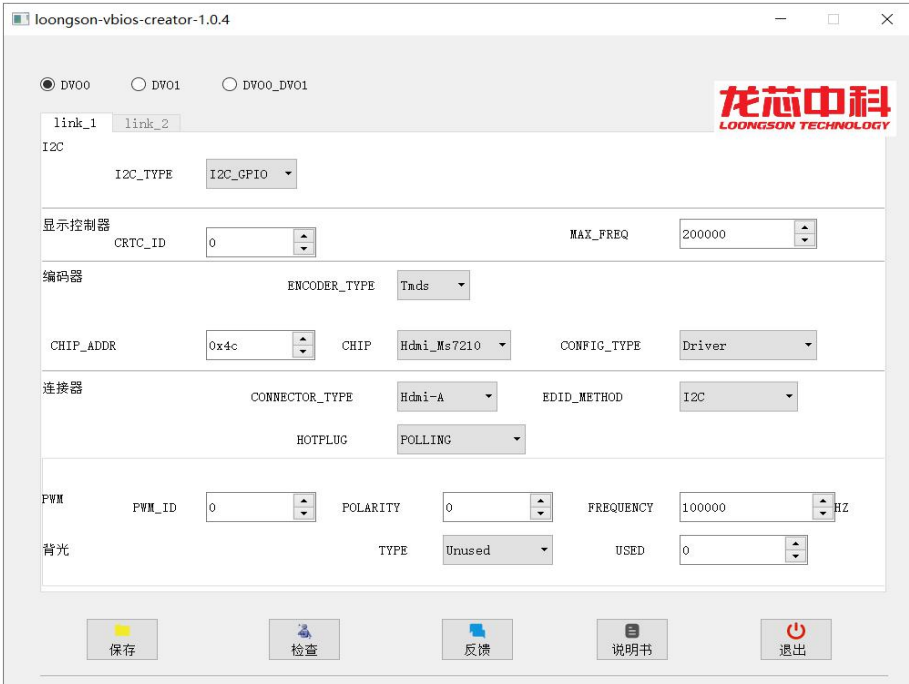 loongson-vbios-creator-1.0.4
DVO0 DVO1 DVO0_DVO1
龙芯中科
LOONGSON TECHNOLOGY
link_1 link_2
I2C
I2C_TYPE I2C_GPIO
显示控制器
CRTC_ID 0 MAX_FREQ 200000
编码器
ENCODER_TYPE Tmds
CHIP_ADDR 0x4c CHIP Hdmi_Ms7210 CONFIG_TYPE Driver
连接器
CONNECTOR_TYPE Hdmi-A EDID_METHOD I2C
HOTPLUG POLLING
PWM PWM_ID 0 POLARITY 0 FREQUENCY 100000 HZ
背光 TYPE Unused USED 0
保存 检查 反馈 说明书 退出